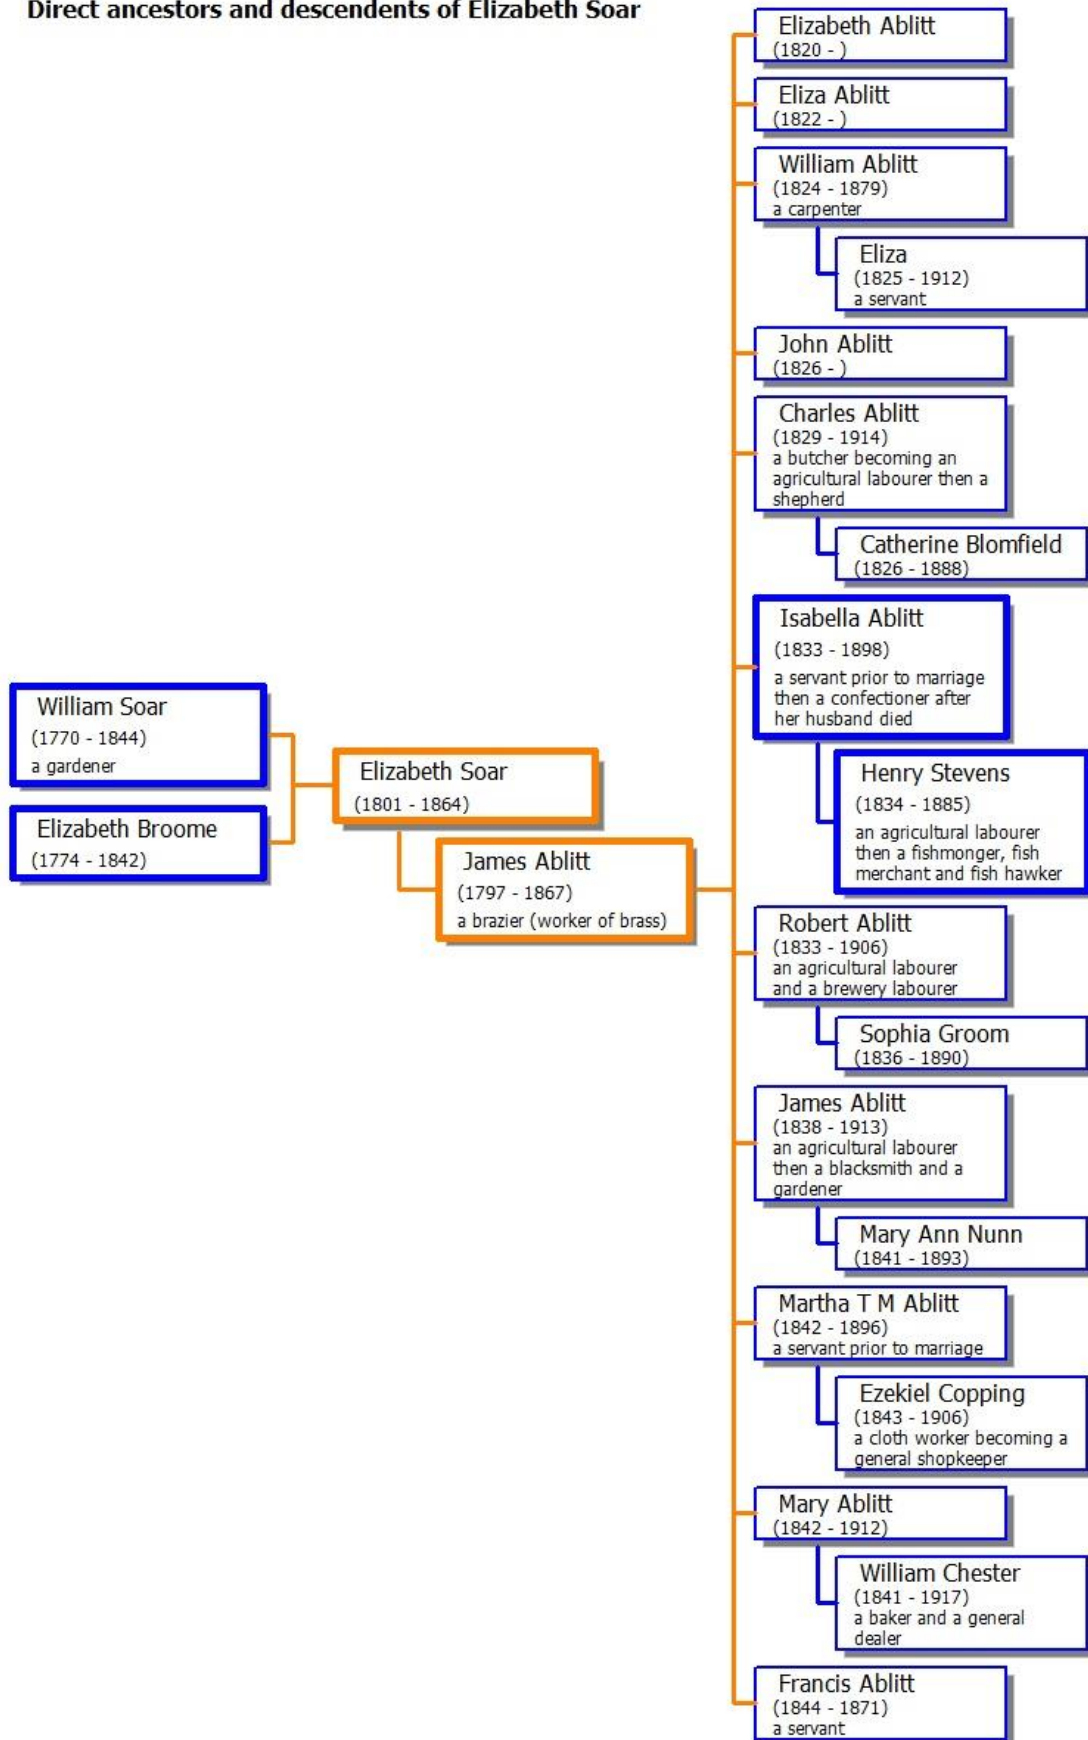 Direct ancestors and descendents of Elizabeth Soar
William Soar
(1770 - 1844)
a gardener
Elizabeth Broome
(1774 - 1842)
Elizabeth Soar
(1801 - 1864)
James Ablitt
(1797 - 1867)
a brazier (worker of brass)
Elizabeth Ablitt
(1820 - )
Eliza Ablitt
(1822 - )
William Ablitt
(1824 - 1879)
a carpenter
Eliza
(1825 - 1912)
a servant
John Ablitt
(1826 - )
Charles Ablitt
(1829 - 1914)
a butcher becoming an
agricultural labourer then a
shepherd
Catherine Blomfield
(1826 - 1888)
Isabella Ablitt
(1833 - 1898)
a servant prior to marriage
then a confectioner after
her husband died
Henry Stevens
(1834 - 1885)
an agricultural labourer
then a fishmonger, fish
merchant and fish hawker
Robert Ablitt
(1833 - 1906)
an agricultural labourer
and a brewery labourer
Sophia Groom
(1836 - 1890)
James Ablitt
(1838 - 1913)
an agricultural labourer
then a blacksmith and a
gardener
Mary Ann Nunn
(1841 - 1893)
Martha T M Ablitt
(1842 - 1896)
a servant prior to marriage
Ezekiel Copping
(1843 - 1906)
a cloth worker becoming a
general shopkeeper
Mary Ablitt
(1842 - 1912)
William Chester
(1841 - 1917)
a baker and a general
dealer
Francis Ablitt
(1844 - 1871)
a servant